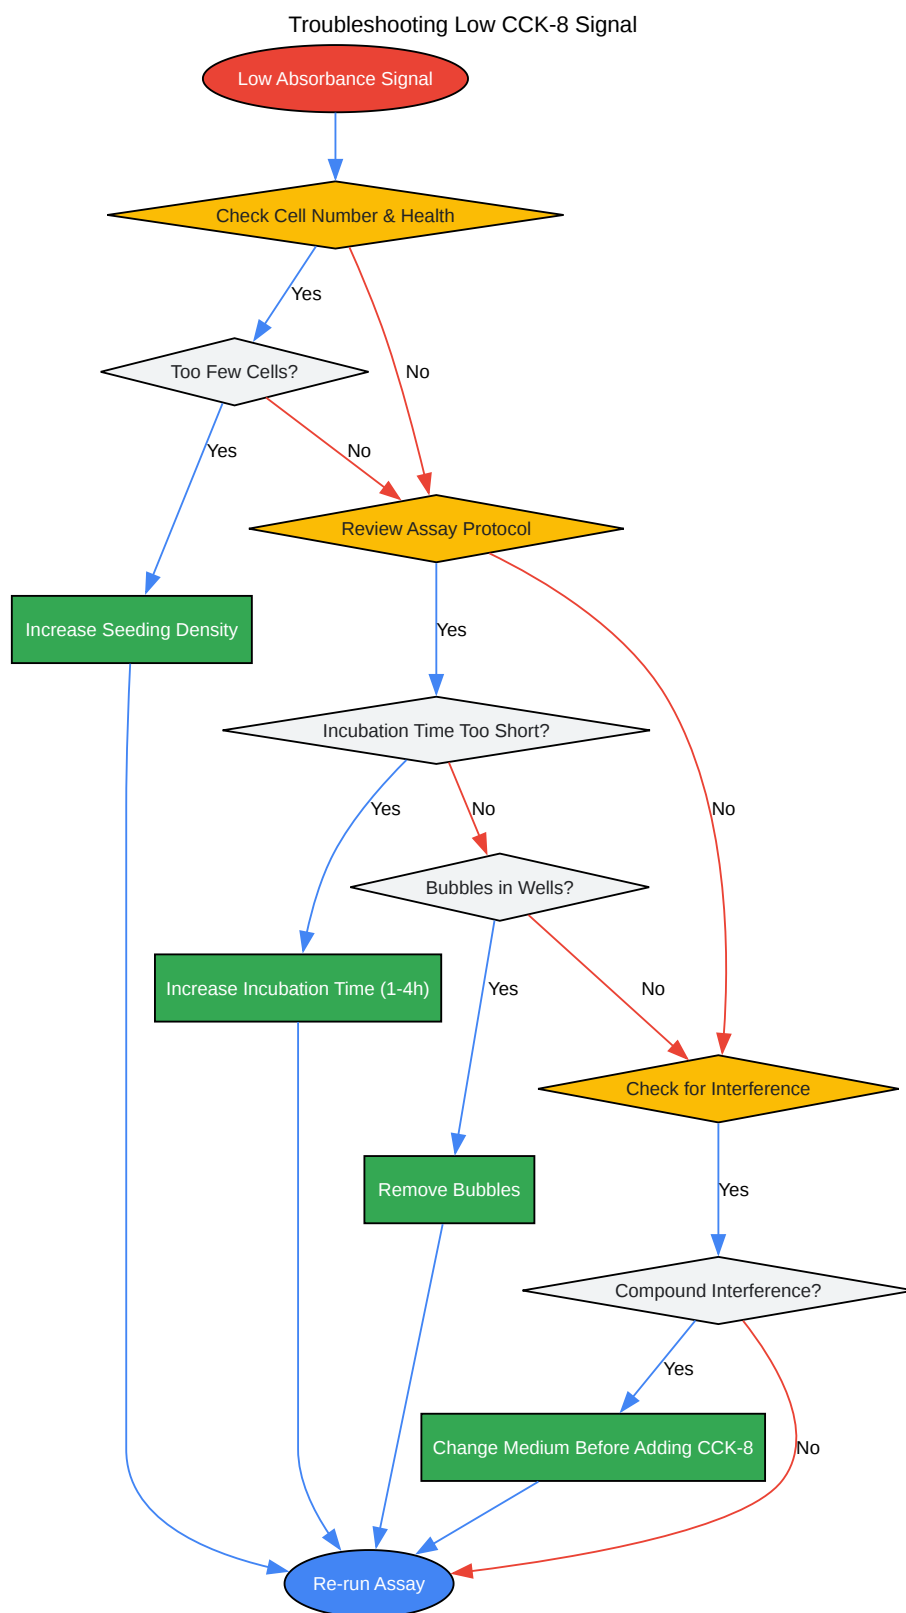 Troubleshooting Low CCK-8 Signal
Low Absorbance Signal
Check Cell Number & Health
Yes
Too Few Cells?
No
Yes
No
Review Assay Protocol
Increase Seeding Density
Yes
Incubation Time Too Short?
Yes
No
No
Bubbles in Wells?
Increase Incubation Time (1-4h)
Yes
No
Check for Interference
Remove Bubbles
Yes
Compound Interference?
Yes
Change Medium Before Adding CCK-8
No
Re-run Assay